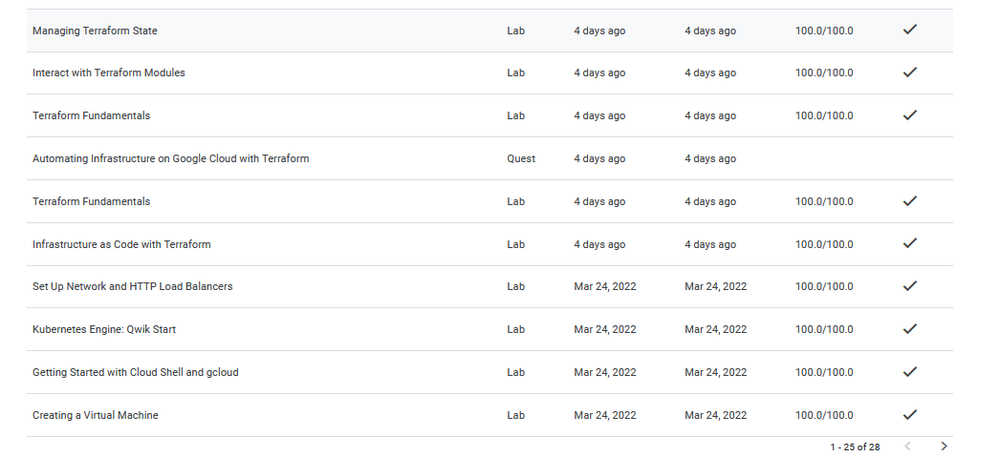 Managing Terraform State Lab 4 days ago 4 days ago 100.0/100.0
Interact with Terraform Modules Lab 4 days ago 4 days ago 100.0/100.0
Terraform Fundamentals Lab 4 days ago 4 days ago 100.0/100.0
Automating Infrastructure on Google Cloud with Terraform Quest 4 days ago 4 days ago
Terraform Fundamentals Lab 4 days ago 4 days ago 100.0/100.0
Infrastructure as Code with Terraform Lab 4 days ago 4 days ago 100.0/100.0
Set Up Network and HTTP Load Balancers Lab Mar 24, 2022 Mar 24, 2022 100.0/100.0
Kubernetes Engine: Qwik Start Lab Mar 24, 2022 Mar 24, 2022 100.0/100.0
Getting Started with Cloud Shell and gcloud Lab Mar 24, 2022 Mar 24, 2022 100.0/100.0
Creating a Virtual Machine Lab Mar 24, 2022 Mar 24, 2022 100.0/100.0
1 - 25 of 28